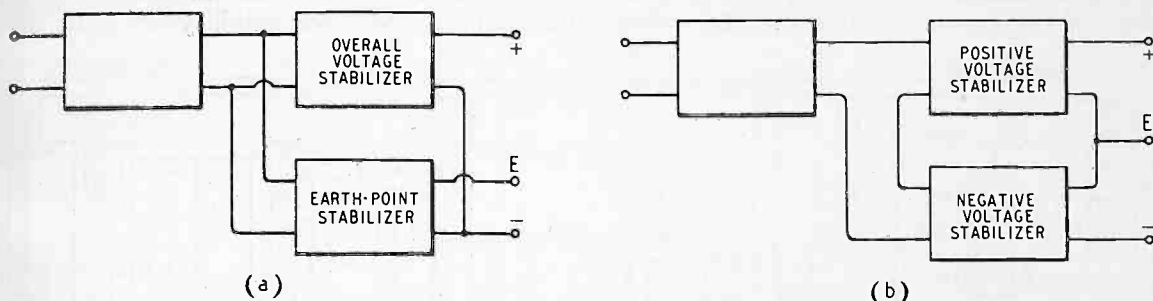 OVERALL
VOLTAGE
STABILIZER
+
E
EARTH-POINT
STABILIZER
−
(a)
POSITIVE
VOLTAGE
STABILIZER
+
E
NEGATIVE
VOLTAGE
STABILIZER
−
(b)